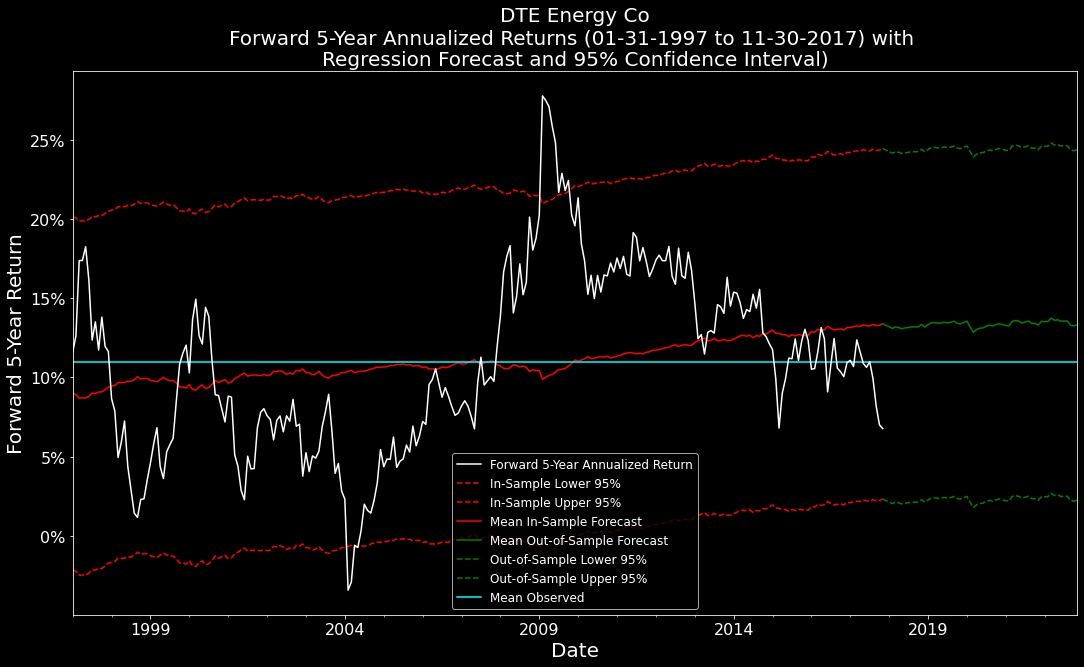 DTE Energy Co
Forward 5-Year Annualized Returns (01-31-1997 to 11-30-2017) with
Regression Forecast and 95% Confidence Interval)
Forward 5-Year Return
25%
20%
15%
10%
5%
0%
Forward 5-Year Annualized Return
In-Sample Lower 95%
In-Sample Upper 95%
Mean In-Sample Forecast
Mean Out-of-Sample Forecast
Out-of-Sample Lower 95%
Out-of-Sample Upper 95%
Mean Observed
1999
2004
2009
2014
2019
Date